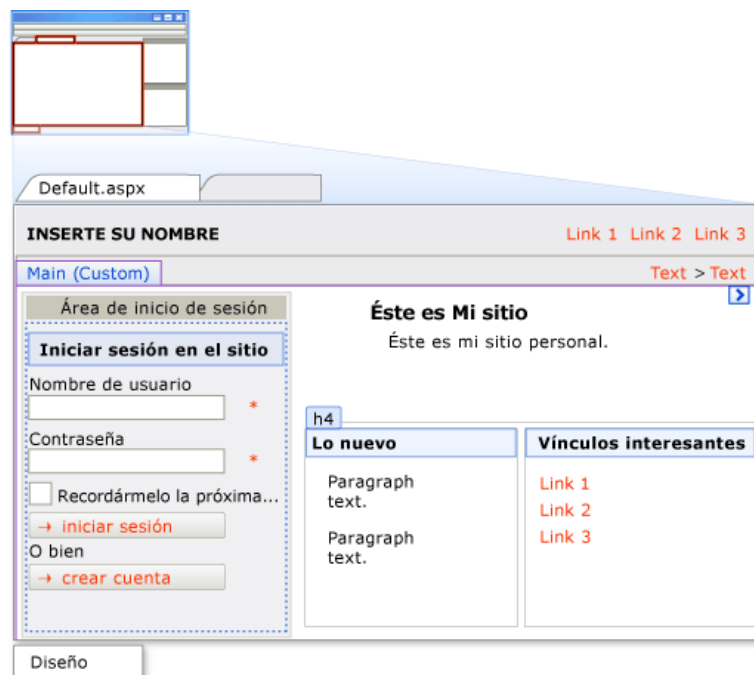 Default.aspx
INSERTE SU NOMBRE
Link 1 Link 2 Link 3
Main (Custom)
Text > Text
Área de inicio de sesión
Iniciar sesión en el sitio
Nombre de usuario
*
Contraseña
*
Recordármelo la próxima...
→ iniciar sesión
O bien
→ crear cuenta
Éste es Mi sitio
Éste es mi sitio personal.
h4
Lo nuevo
Paragraph
text.
Paragraph
text.
Vínculos interesantes
Link 1
Link 2
Link 3
Diseño